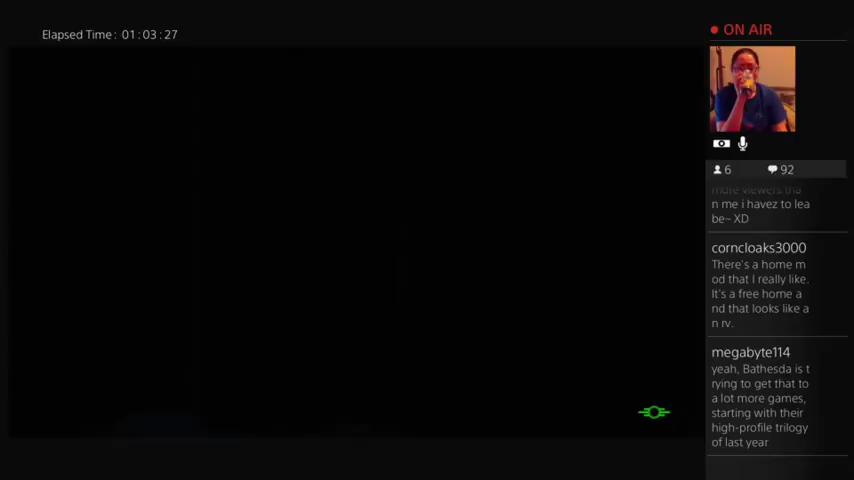 Elapsed Time: 01:03:27
ON AIR
6 92
more viewers tha
n me i havez to lea
be~ XD
corncloaks3000
There's a home m
od that I really like.
It's a free home a
nd that looks like a
n rv.
megabyte114
yeah, Bathesda is t
rying to get that to
a lot more games,
starting with their
high-profile trilogy
of last year